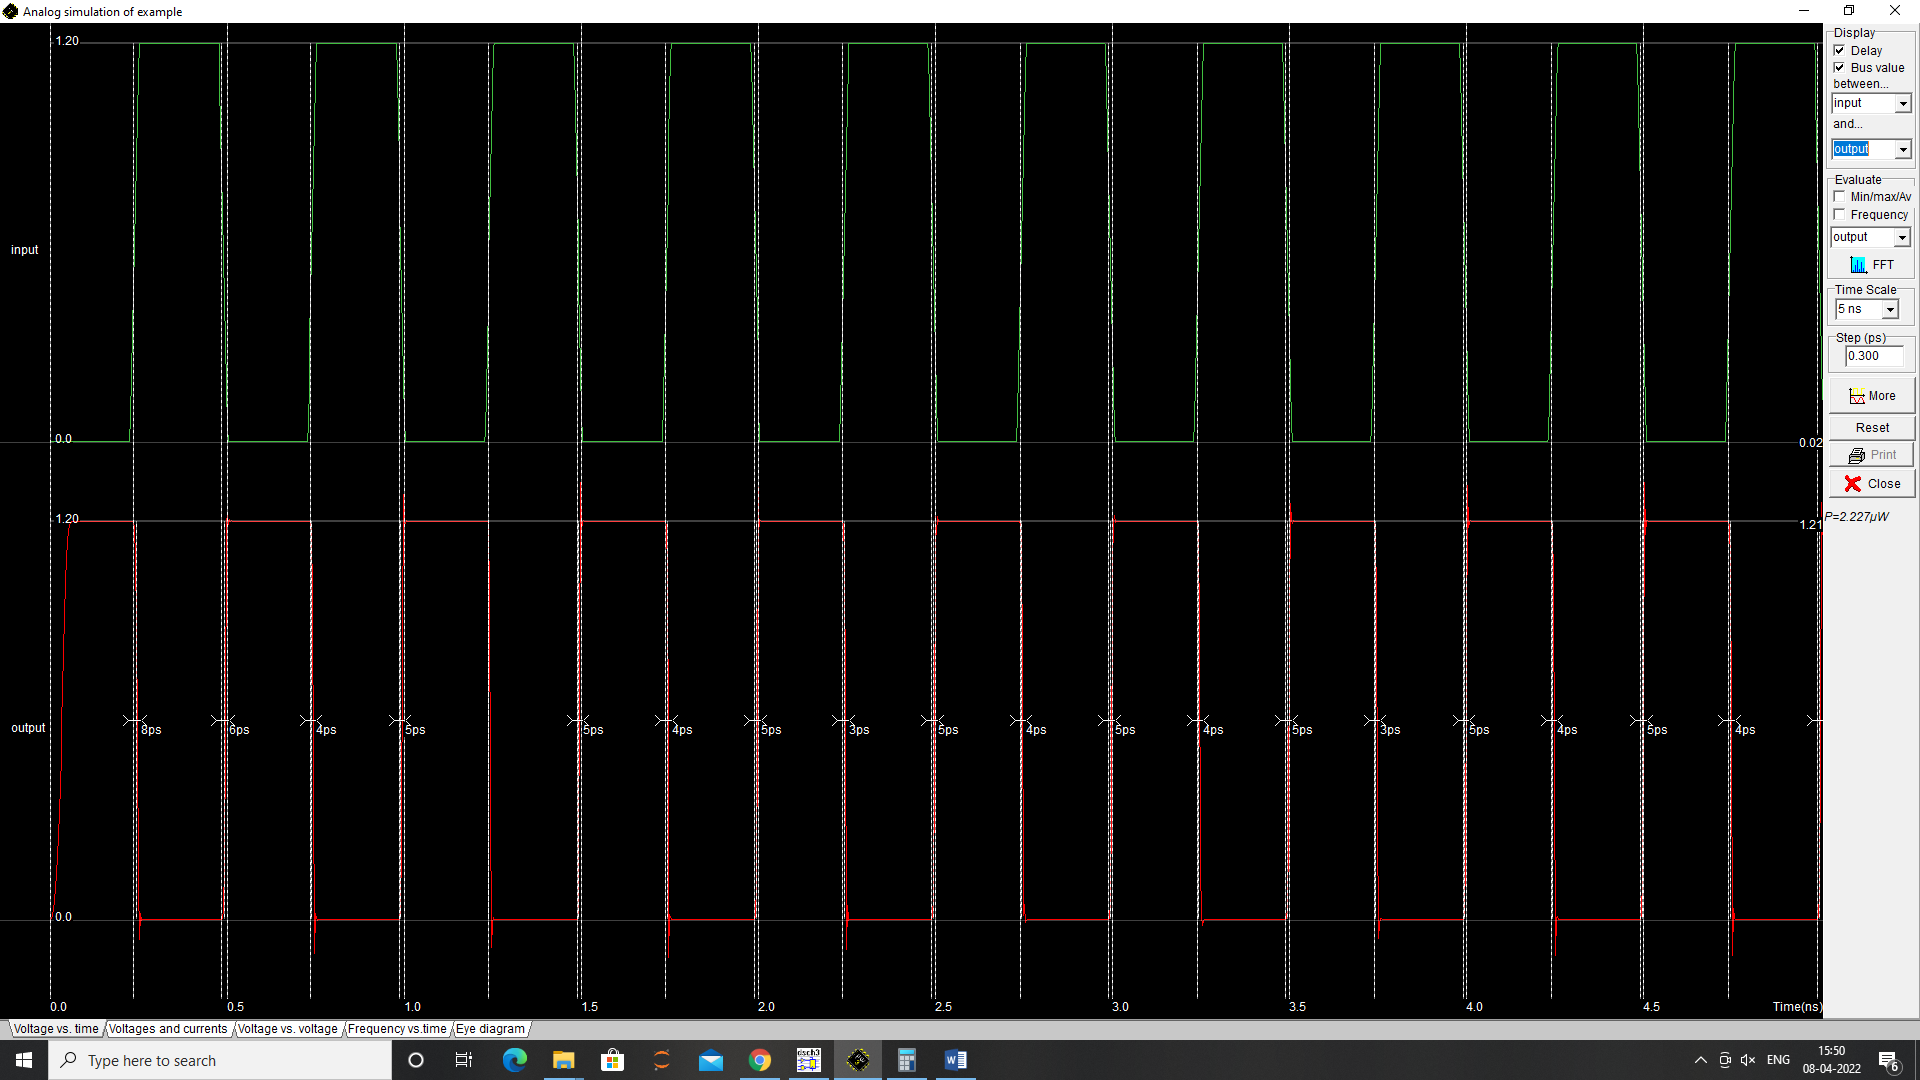 Analog simulation of example
1.20
input
0.0
0.02
1.20
1.21
output
8ps 6ps 4ps 5ps 5ps 4ps 5ps 3ps 5ps 4ps 5ps 4ps 5ps 3ps 5ps 4ps 5ps 4ps
0.0
0.0 0.5 1.0 1.5 2.0 2.5 3.0 3.5 4.0 4.5 Time(ns)
Display
Delay
Bus value
between...
input
and...
output
Evaluate
Min/max/Av
Frequency
output
FFT
Time Scale
5 ns
Step (ps)
0.300
More
Reset
Print
Close
P=2.227µW
Voltage vs. time Voltages and currents Voltage vs. voltage Frequency vs.time Eye diagram
Type here to search
dsch3
W
ENG
15:50
08-04-2022
6